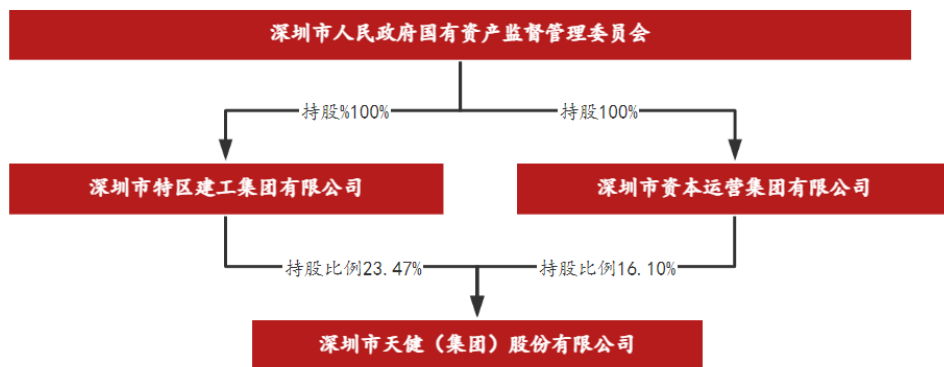 深圳市人民政府国有资产监督管理委员会
持股%100%
持股100%
深圳市特区建工集团有限公司
深圳市资本运营集团有限公司
持股比例23.47%
持股比例16.10%
深圳市天健（集团）股份有限公司